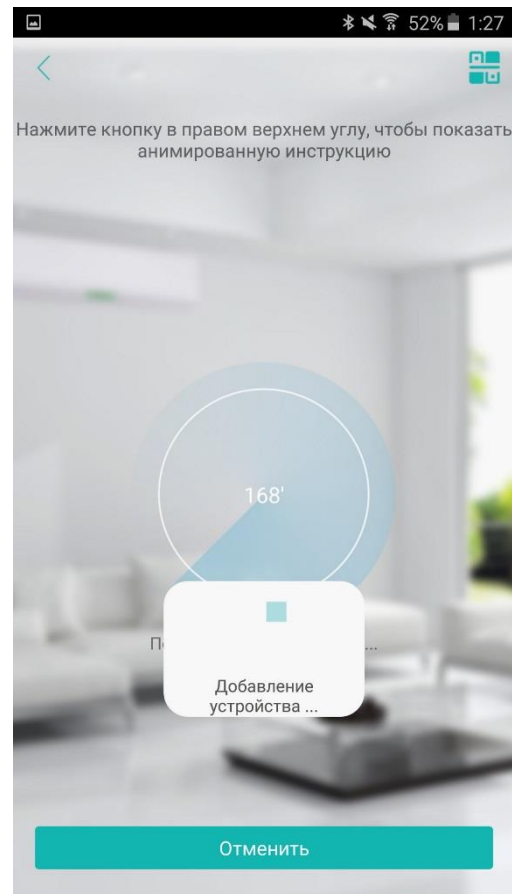 52% 1:27
Нажмите кнопку в правом верхнем углу, чтобы показать
анимированную инструкцию
168'
...
Добавление
устройства ...
Отменить